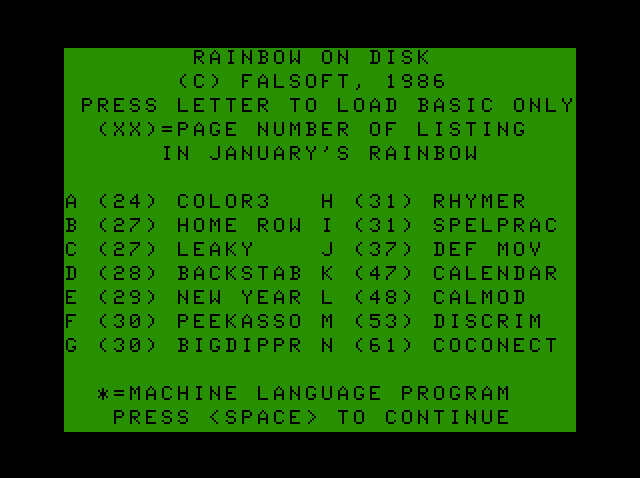 RAINBOW ON DISK
(C) FALSOFT, 1986
PRESS LETTER TO LOAD BASIC ONLY
(XX)=PAGE NUMBER OF LISTING
IN JANUARY'S RAINBOW
A (24) COLOR3 H (31) RHYMER
B (27) HOME ROW I (31) SPELPRAC
C (27) LEAKY J (37) DEF MOV
D (28) BACKSTAB K (47) CALENDAR
E (29) NEW YEAR L (48) CALMOD
F (30) PEEKASSO M (53) DISCRIM
G (30) BIGDIPPR N (61) COCONECT
*=MACHINE LANGUAGE PROGRAM
PRESS <SPACE> TO CONTINUE